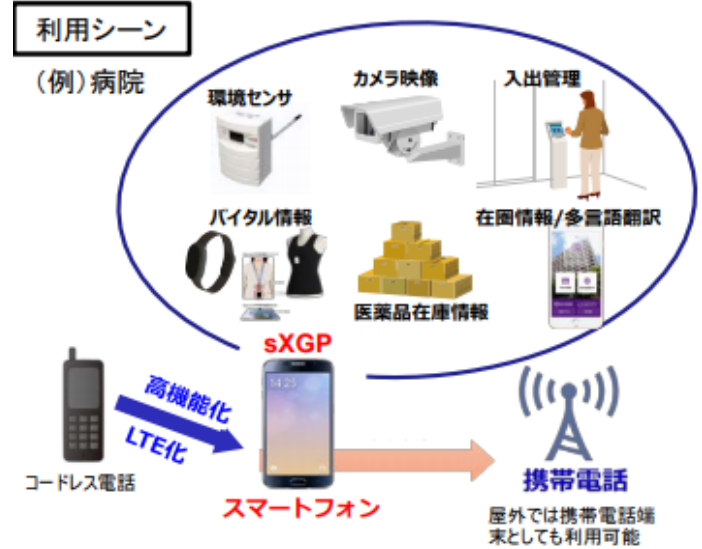 利用シーン
（例）病院
環境センサ
カメラ映像
入出管理
バイタル情報
在圏情報/多言語翻訳
医薬品在庫情報
sXGP
14 25
高機能化
LTE化
コードレス電話
スマートフォン
携帯電話
屋外では携帯電話端
末としても利用可能